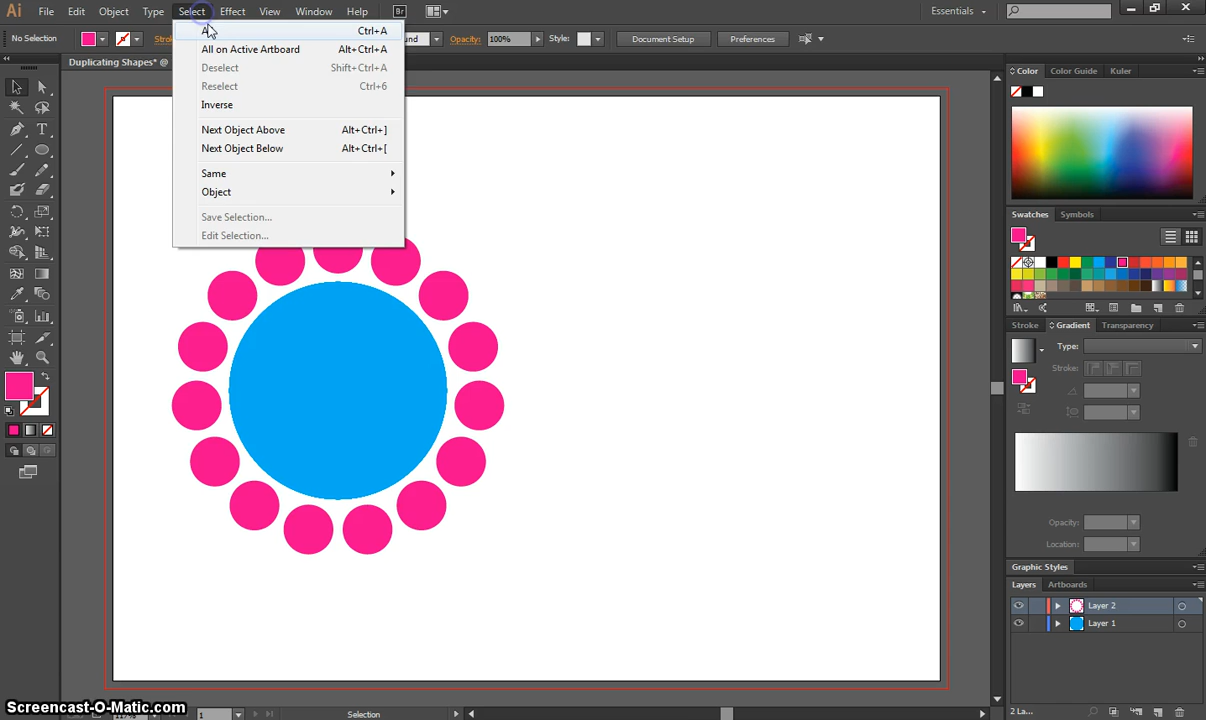 Ai File Edit Object Type Select Effect View Window Help Br
Essentials
No Selection
Opacity: 100% Style: Document Setup Preferences
Duplicating Shapes* @
Ctrl+A
All on Active Artboard Alt+Ctrl+A
Deselect Shift+Ctrl+A
Reselect Ctrl+6
Inverse
Next Object Above Alt+Ctrl+]
Next Object Below Alt+Ctrl+[
Same
Object
Save Selection...
Edit Selection...
Color Color Guide Kuler
Swatches Symbols
Stroke Gradient Transparency
Type:
Stroke:
Opacity:
Location:
Graphic Styles
Layers Artboards
Layer 2
Layer 1
2 La...
1 Selection
Screencast-O-Matic.com